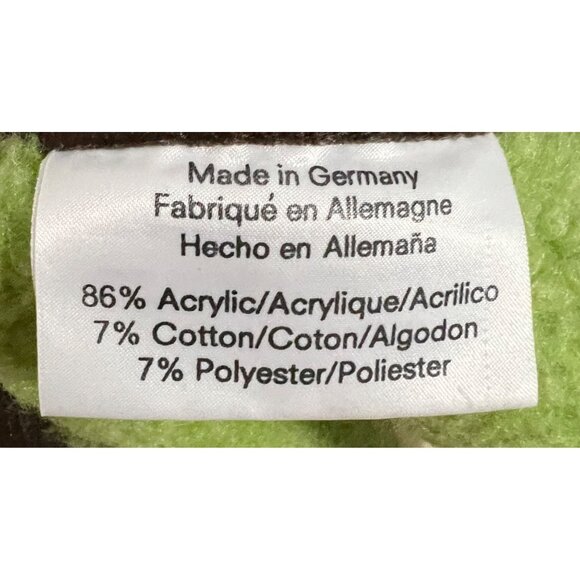 Made in Germany
Fabriqué en Allemagne
Hecho en Allemaña
86% Acrylic/Acrylique/Acrilico
7% Cotton/Coton/Algodon
7% Polyester/Poliester